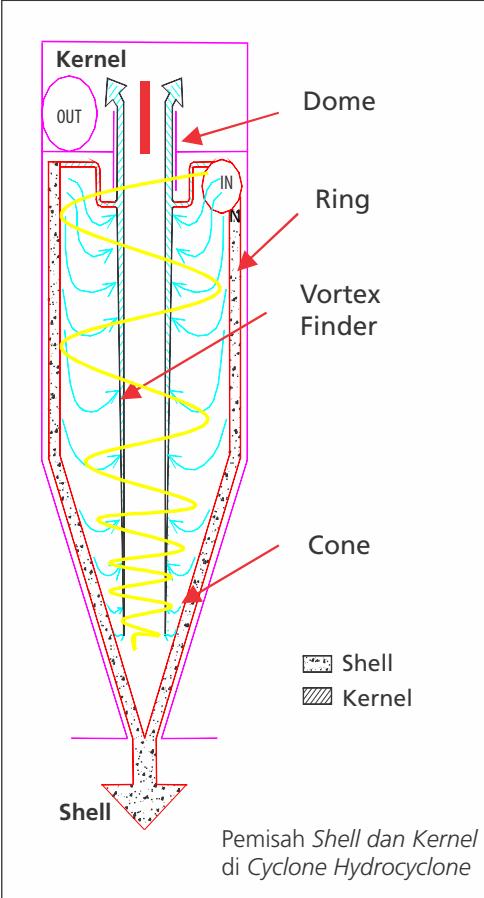 Kernel
OUT
Dome
IN
N
Ring
Vortex
Finder
Cone
Shell
Kernel
Shell
Pemisah Shell dan Kernel
di Cyclone Hydrocyclone